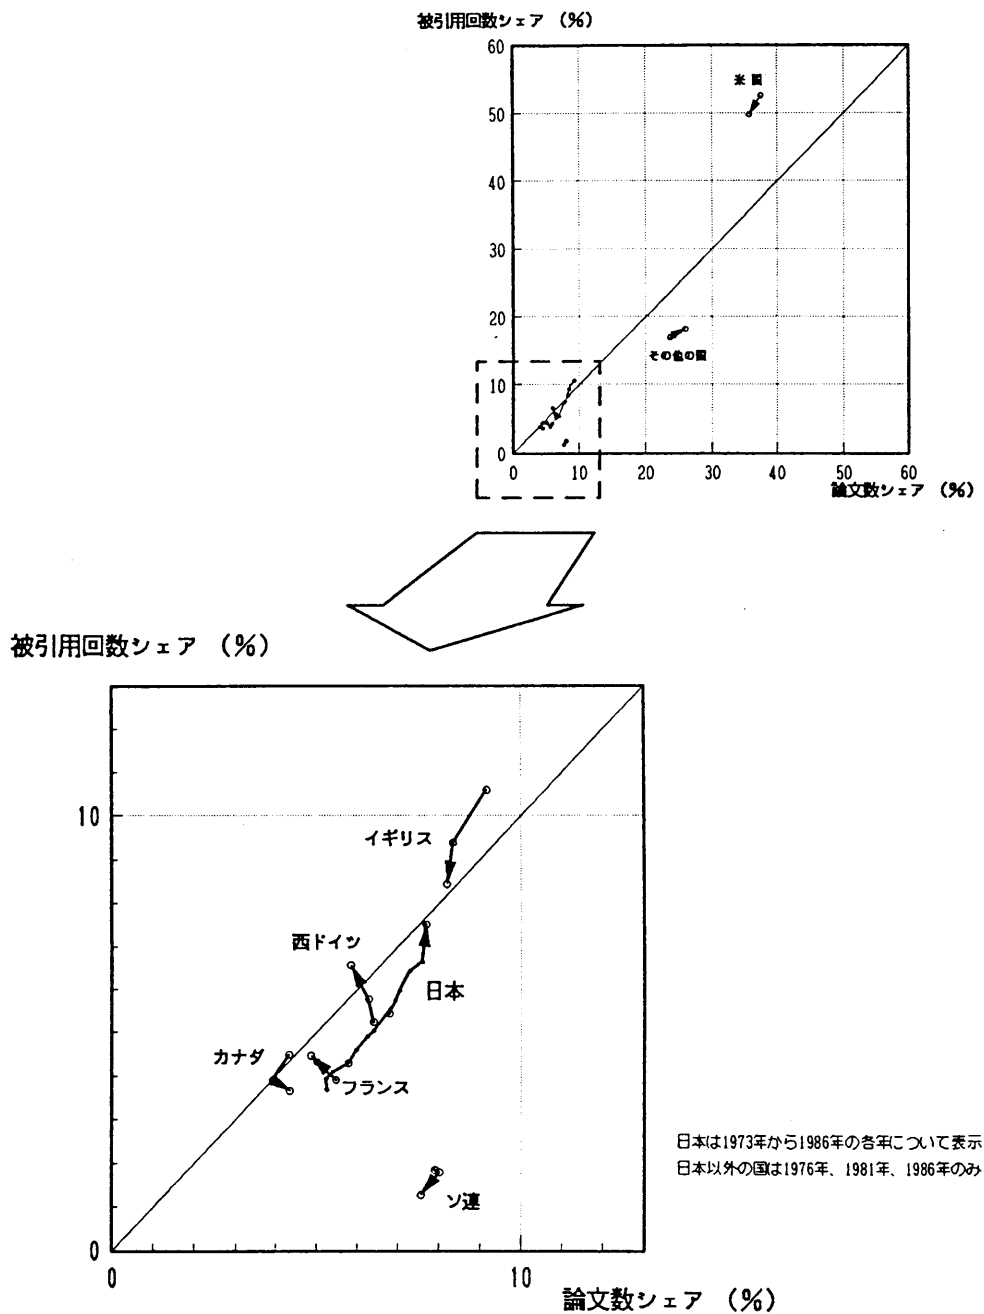 被引用回数シェア (%)
60
米国
50
40
30
20
その他の国
10
0
0 10 20 30 40 50 60
論文数シェア (%)
被引用回数シェア (%)
10
イギリス
西ドイツ
日本
カナダ
フランス
日本は1973年から1986年の各年について表示
日本以外の国は1976年、1981年、1986年のみ
ソ連
0
0 10
論文数シェア (%)